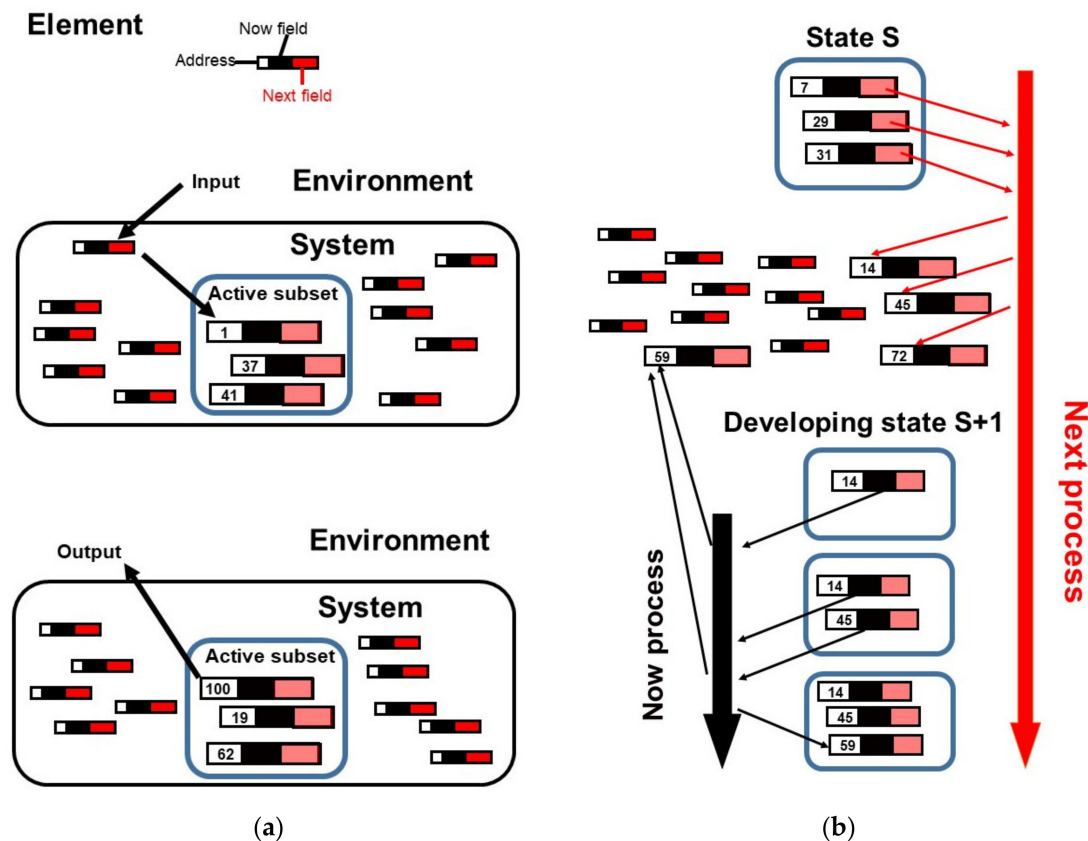 Element
Now field
Address
Next field
Input
Environment
System
Active subset
1
37
41
Output
Environment
System
Active subset
100
19
62
(a)
State S
7
29
31
14
45
59
72
Developing state S+1
14
14
45
14
45
59
Now process
Next process
(b)